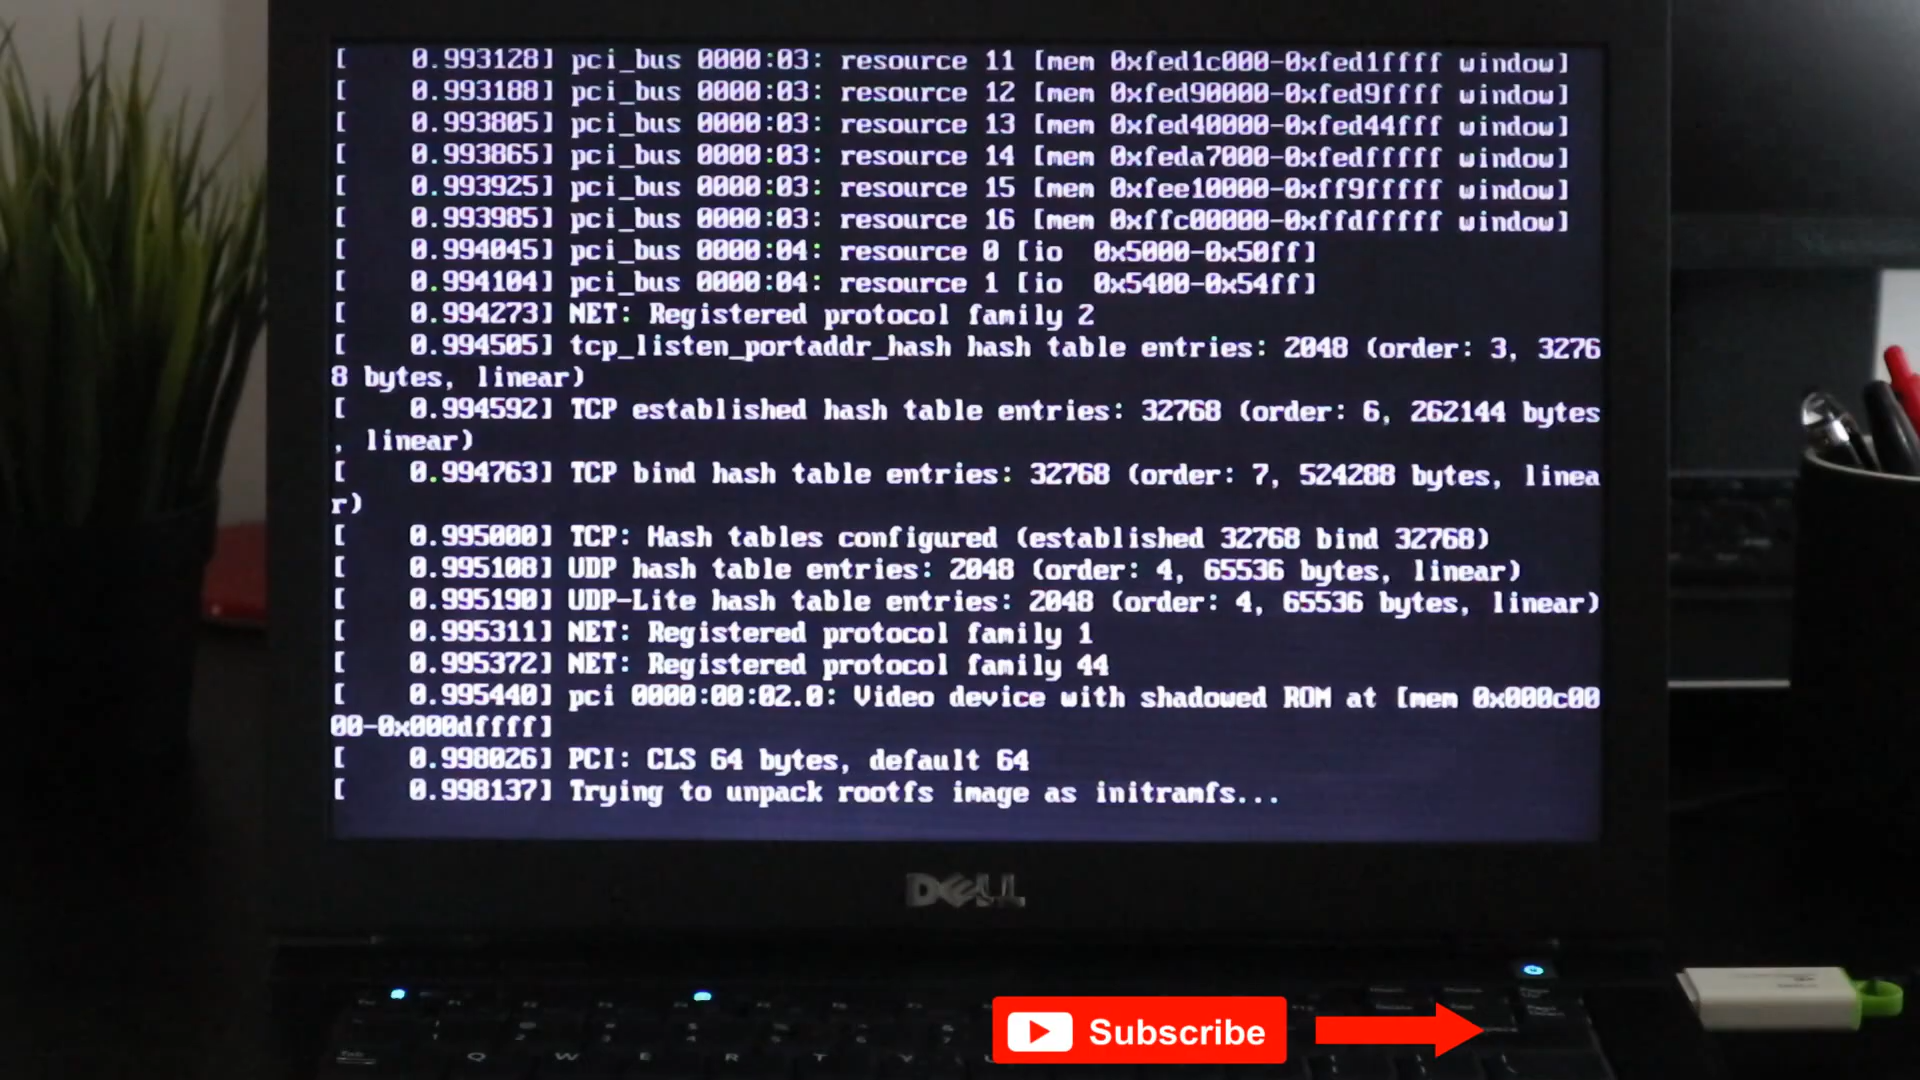 [    0.993128] pci_bus 0000:03: resource 11 [mem 0xfed1c000-0xfed1ffff window]
[    0.993188] pci_bus 0000:03: resource 12 [mem 0xfed90000-0xfed9ffff window]
[    0.993805] pci_bus 0000:03: resource 13 [mem 0xfed40000-0xfed44fff window]
[    0.993865] pci_bus 0000:03: resource 14 [mem 0xfeda7000-0xfedfffff window]
[    0.993925] pci_bus 0000:03: resource 15 [mem 0xfee10000-0xff9fffff window]
[    0.993985] pci_bus 0000:03: resource 16 [mem 0xffc00000-0xffdfffff window]
[    0.994045] pci_bus 0000:04: resource 0 [io  0x5000-0x50ff]
[    0.994104] pci_bus 0000:04: resource 1 [io  0x5400-0x54ff]
[    0.994273] NET: Registered protocol family 2
[    0.994505] tcp_listen_portaddr_hash hash table entries: 2048 (order: 3, 3276
8 bytes, linear)
[    0.994592] TCP established hash table entries: 32768 (order: 6, 262144 bytes
, linear)
[    0.994763] TCP bind hash table entries: 32768 (order: 7, 524288 bytes, linea
r)
[    0.995000] TCP: Hash tables configured (established 32768 bind 32768)
[    0.995108] UDP hash table entries: 2048 (order: 4, 65536 bytes, linear)
[    0.995190] UDP-Lite hash table entries: 2048 (order: 4, 65536 bytes, linear)
[    0.995311] NET: Registered protocol family 1
[    0.995372] NET: Registered protocol family 44
[    0.995440] pci 0000:00:02.0: Video device with shadowed ROM at [mem 0x000c00
00-0x000dffff]
[    0.998026] PCI: CLS 64 bytes, default 64
[    0.998137] Trying to unpack rootfs image as initramfs...
DELL
Q W E R T Y
Subscribe